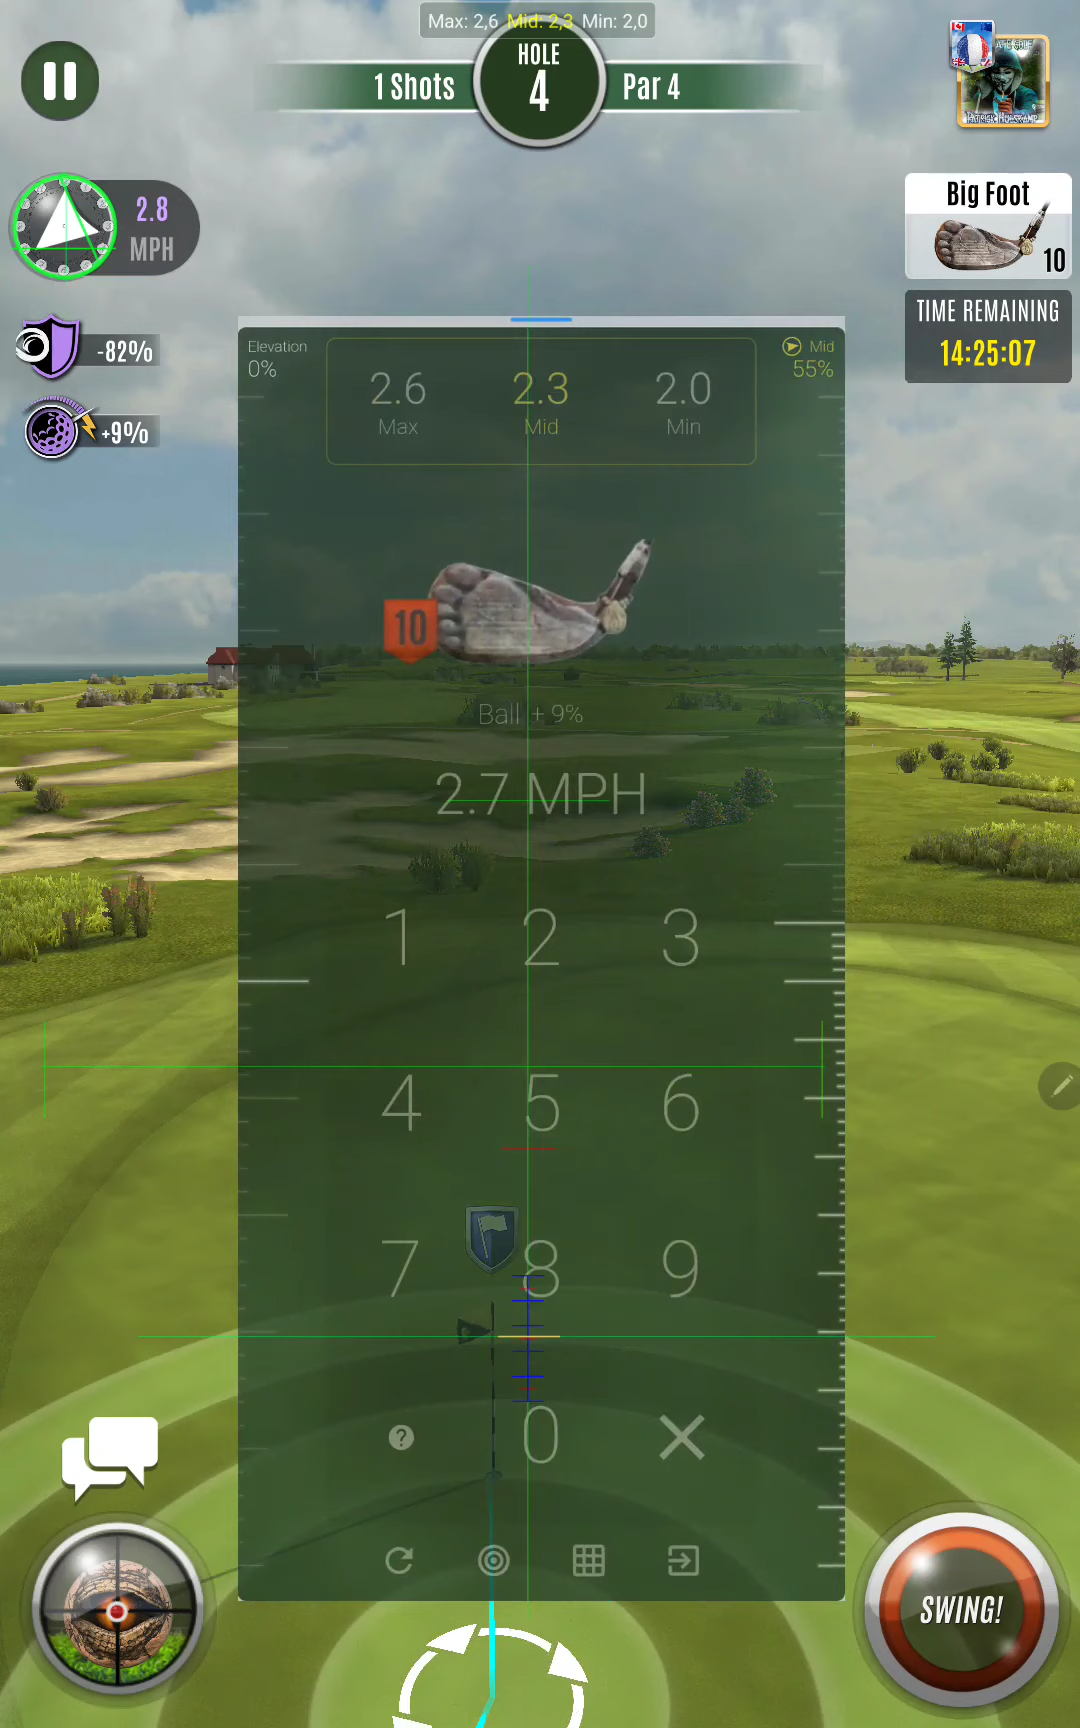 Max: 2,6 Mid: 2,3 Min: 2,0
HOLE
1 Shots 4 Par 4
2.8
MPH
Big Foot
10
TIME REMAINING
14:25:07
-82%
+9%
Elevation
0%
Mid
55%
2.6 2.3 2.0
Max Mid Min
10
Ball + 9%
2.7 MPH
1 2 3
4 5 6
7 8 9
? 0
SWING!